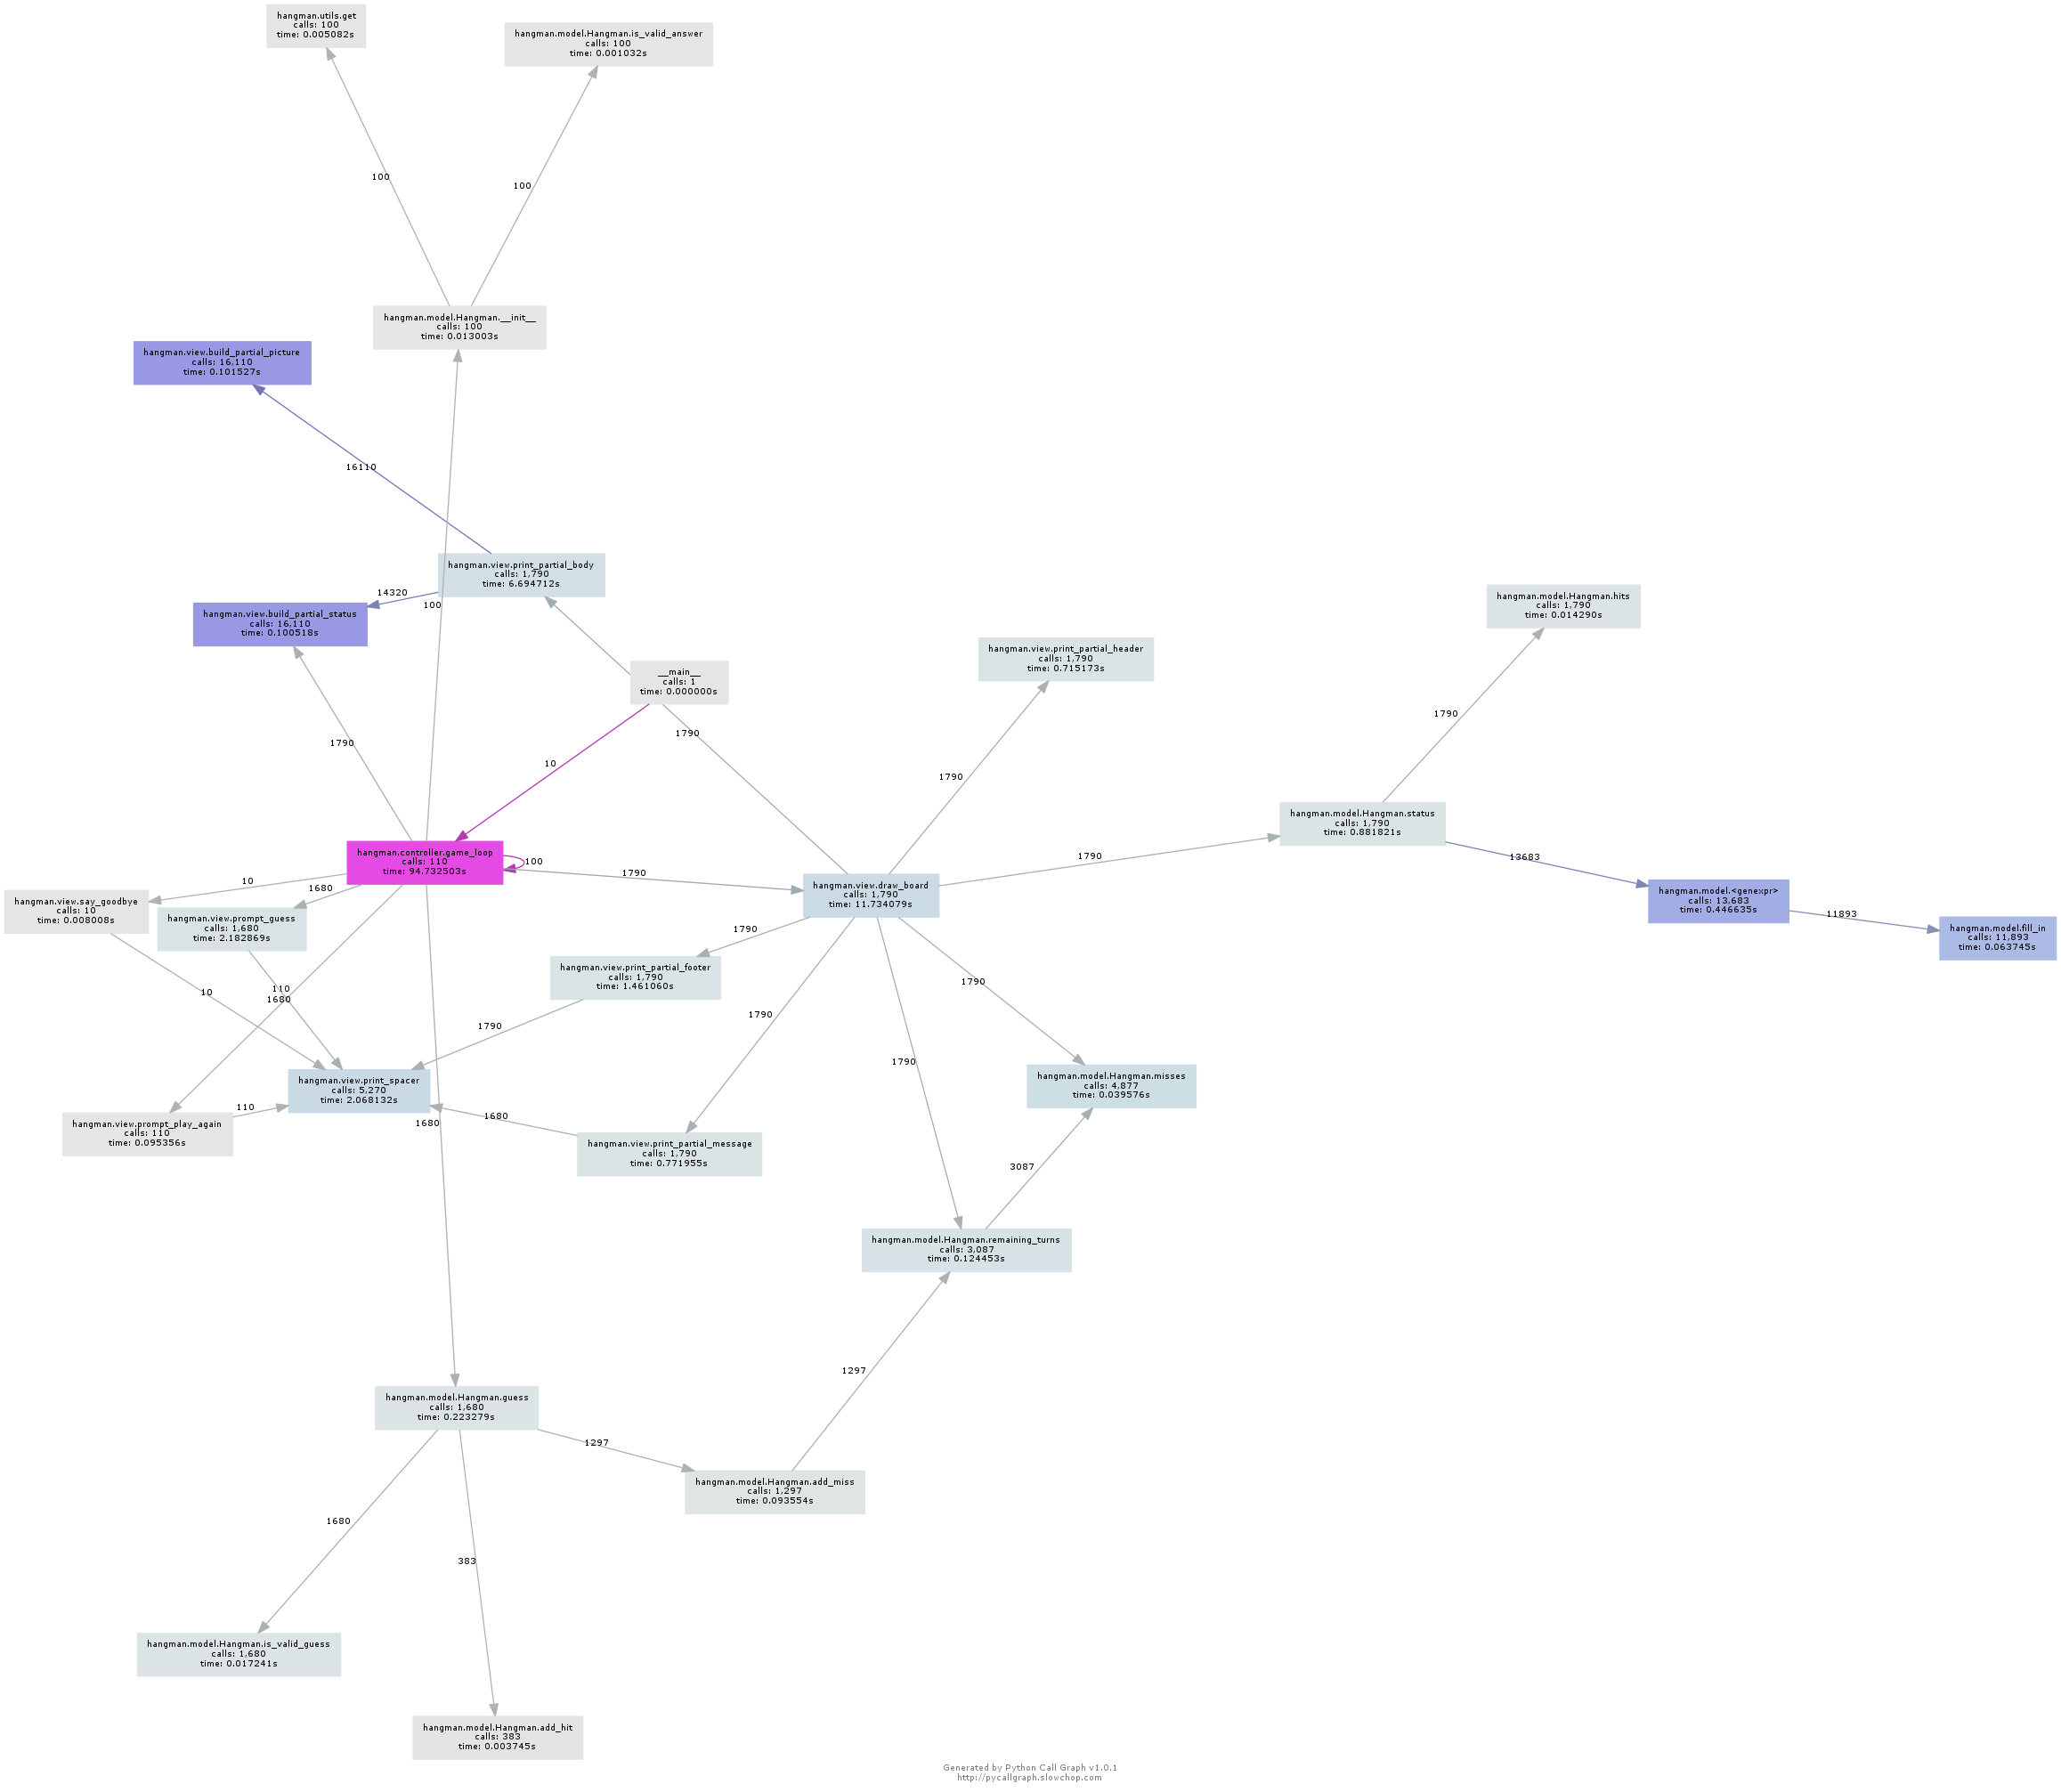 hangman.utils.get
calls: 100
time: 0.005082s
hangman.model.Hangman.is_valid_answer
calls: 100
time: 0.001032s
100
100
hangman.model.Hangman.__init__
calls: 100
time: 0.013003s
hangman.view.build_partial_picture
calls: 16,110
time: 0.101527s
16110
hangman.view.print_partial_body
calls: 1,790
time: 6.694712s
14320
100
hangman.view.build_partial_status
calls: 16,110
time: 0.100518s
hangman.model.Hangman.hits
calls: 1,790
time: 0.014290s
hangman.view.print_partial_header
calls: 1,790
time: 0.715173s
__main__
calls: 1
time: 0.000000s
1790
1790
1790
10
1790
hangman.model.Hangman.status
calls: 1,790
time: 0.881821s
hangman.controller.game_loop
calls: 110
time: 94.732503s
100
1790
1790
13683
hangman.view.draw_board
calls: 1,790
time: 11.734079s
hangman.model.<genexpr>
calls: 13,683
time: 0.446635s
11893
hangman.model.fill_in
calls: 11,893
time: 0.063745s
10
1680
hangman.view.say_goodbye
calls: 10
time: 0.008008s
hangman.view.prompt_guess
calls: 1,680
time: 2.182869s
1790
hangman.view.print_partial_footer
calls: 1,790
time: 1.461060s
10
110
1680
1790
1790
1790
1790
hangman.view.print_spacer
calls: 5,270
time: 2.068132s
hangman.model.Hangman.misses
calls: 4,877
time: 0.039576s
110
1680
1680
hangman.view.prompt_play_again
calls: 110
time: 0.095356s
hangman.view.print_partial_message
calls: 1,790
time: 0.771955s
3087
hangman.model.Hangman.remaining_turns
calls: 3,087
time: 0.124453s
1297
hangman.model.Hangman.guess
calls: 1,680
time: 0.223279s
1297
hangman.model.Hangman.add_miss
calls: 1,297
time: 0.093554s
1680
383
hangman.model.Hangman.is_valid_guess
calls: 1,680
time: 0.017241s
hangman.model.Hangman.add_hit
calls: 383
time: 0.003745s
Generated by Python Call Graph v1.0.1
http://pycallgraph.slowchop.com